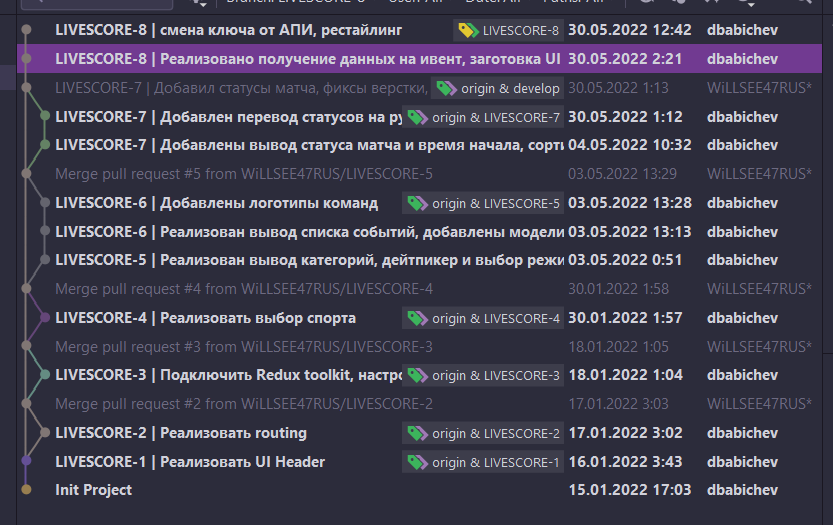 LIVESCORE-8 | смена ключа от АПИ, рестайлинг LIVESCORE-8 30.05.2022 12:42 dbabichev
LIVESCORE-8 | Реализовано получение данных на ивент, заготовка UI 30.05.2022 2:21 dbabichev
LIVESCORE-7 | Добавил статусы матча, фиксы верстки, origin & develop 30.05.2022 1:13 WiLLSEE47RUS*
LIVESCORE-7 | Добавлен перевод статусов на ру origin & LIVESCORE-7 30.05.2022 1:12 dbabichev
LIVESCORE-7 | Добавлены вывод статуса матча и время начала, сорти 04.05.2022 10:32 dbabichev
Merge pull request #5 from WiLLSEE47RUS/LIVESCORE-5 03.05.2022 13:29 WiLLSEE47RUS*
LIVESCORE-6 | Добавлены логотипы команд origin & LIVESCORE-5 03.05.2022 13:28 dbabichev
LIVESCORE-6 | Реализован вывод списка событий, добавлены модели 03.05.2022 13:13 dbabichev
LIVESCORE-5 | Реализован вывод категорий, дейтпикер и выбор режи 03.05.2022 0:51 dbabichev
Merge pull request #4 from WiLLSEE47RUS/LIVESCORE-4 30.01.2022 1:58 WiLLSEE47RUS*
LIVESCORE-4 | Реализовать выбор спорта origin & LIVESCORE-4 30.01.2022 1:57 dbabichev
Merge pull request #3 from WiLLSEE47RUS/LIVESCORE-3 18.01.2022 1:05 WiLLSEE47RUS*
LIVESCORE-3 | Подключить Redux toolkit, настро origin & LIVESCORE-3 18.01.2022 1:04 dbabichev
Merge pull request #2 from WiLLSEE47RUS/LIVESCORE-2 17.01.2022 3:03 WiLLSEE47RUS*
LIVESCORE-2 | Реализовать routing origin & LIVESCORE-2 17.01.2022 3:02 dbabichev
LIVESCORE-1 | Реализовать UI Header origin & LIVESCORE-1 16.01.2022 3:43 dbabichev
Init Project 15.01.2022 17:03 dbabichev